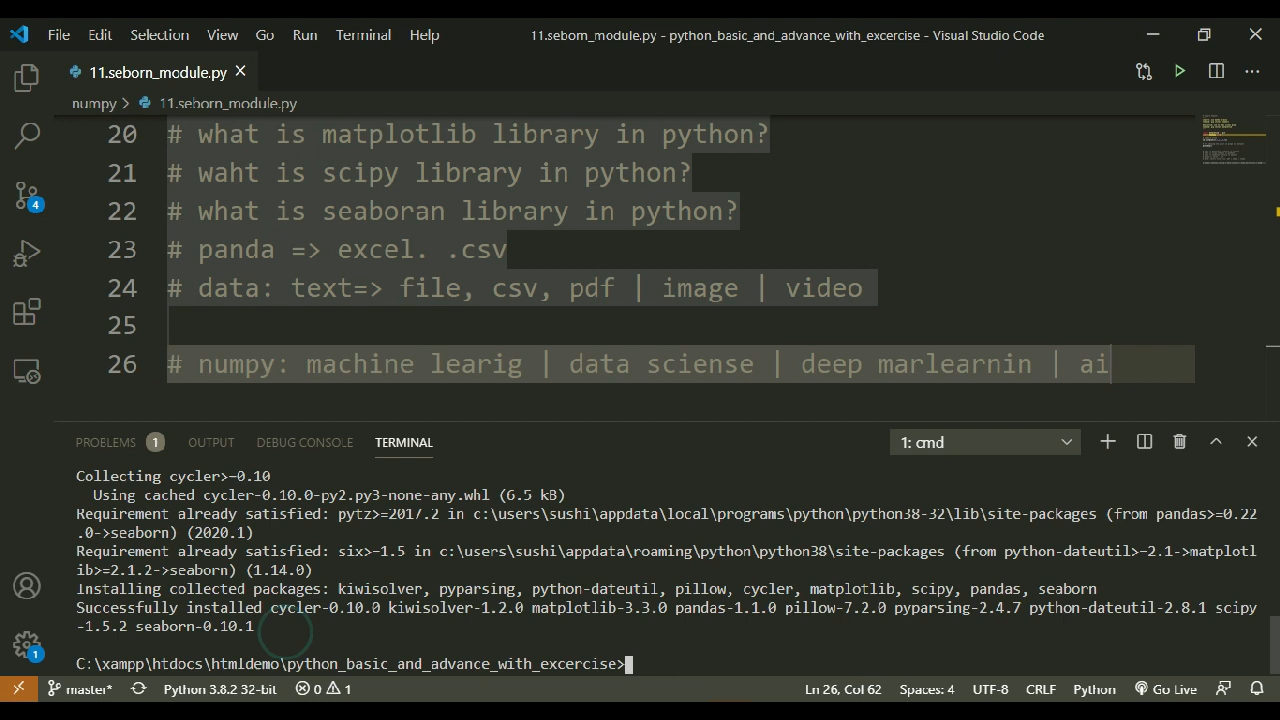 File Edit Selection View Go Run Terminal Help 11.seborn_module.py - python_basic_and_advance_with_excercise - Visual Studio Code
11.seborn_module.py
numpy > 11.seborn_module.py
20 # what is matplotlib library in python?
21 # waht is scipy library in python?
22 # what is seaboran library in python?
23 # panda => excel. .csv
24 # data: text=> file, csv, pdf | image | video
25
26 # numpy: machine learig | data sciense | deep marlearnin | ai
4
PROBLEMS 1 OUTPUT DEBUG CONSOLE TERMINAL 1: cmd
Collecting cycler>=0.10
Using cached cycler-0.10.0-py2.py3-none-any.whl (6.5 kB)
Requirement already satisfied: pytz>=2017.2 in c:\users\sushi\appdata\local\programs\python\python38-32\lib\site-packages (from pandas>=0.22
.0->seaborn) (2020.1)
Requirement already satisfied: six>=1.5 in c:\users\sushi\appdata\roaming\python\python38\site-packages (from python-dateutil>=2.1->matplotl
ib>=2.1.2->seaborn) (1.14.0)
Installing collected packages: kiwisolver, pyparsing, python-dateutil, pillow, cycler, matplotlib, scipy, pandas, seaborn
Successfully installed cycler-0.10.0 kiwisolver-1.2.0 matplotlib-3.3.0 pandas-1.1.0 pillow-7.2.0 pyparsing-2.4.7 python-dateutil-2.8.1 scipy
-1.5.2 seaborn-0.10.1
C:\xampp\htdocs\htmldemo\python_basic_and_advance_with_excercise>
1
master* Python 3.8.2 32-bit 0 1 Ln 26, Col 62 Spaces: 4 UTF-8 CRLF Python Go Live